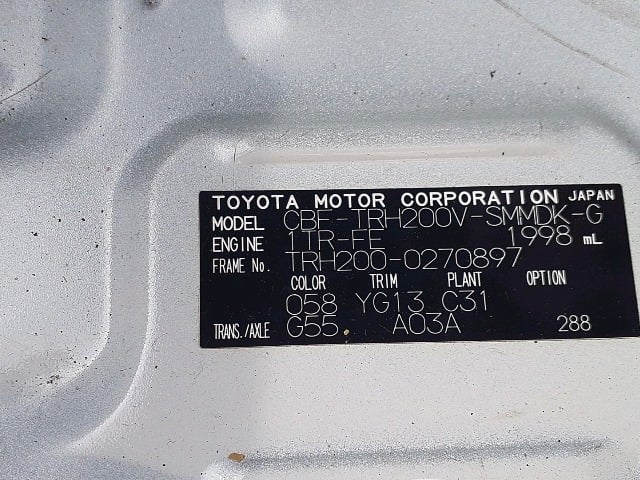 TOYOTA MOTOR CORPORATION JAPAN
MODEL CBF-TRH200V-SMMDK-G
ENGINE 1TR-FE 1998 mL
FRAME No. TRH200-0270897
COLOR TRIM PLANT OPTION
058 YG13 C31
TRANS./AXLE G55 A03A 288